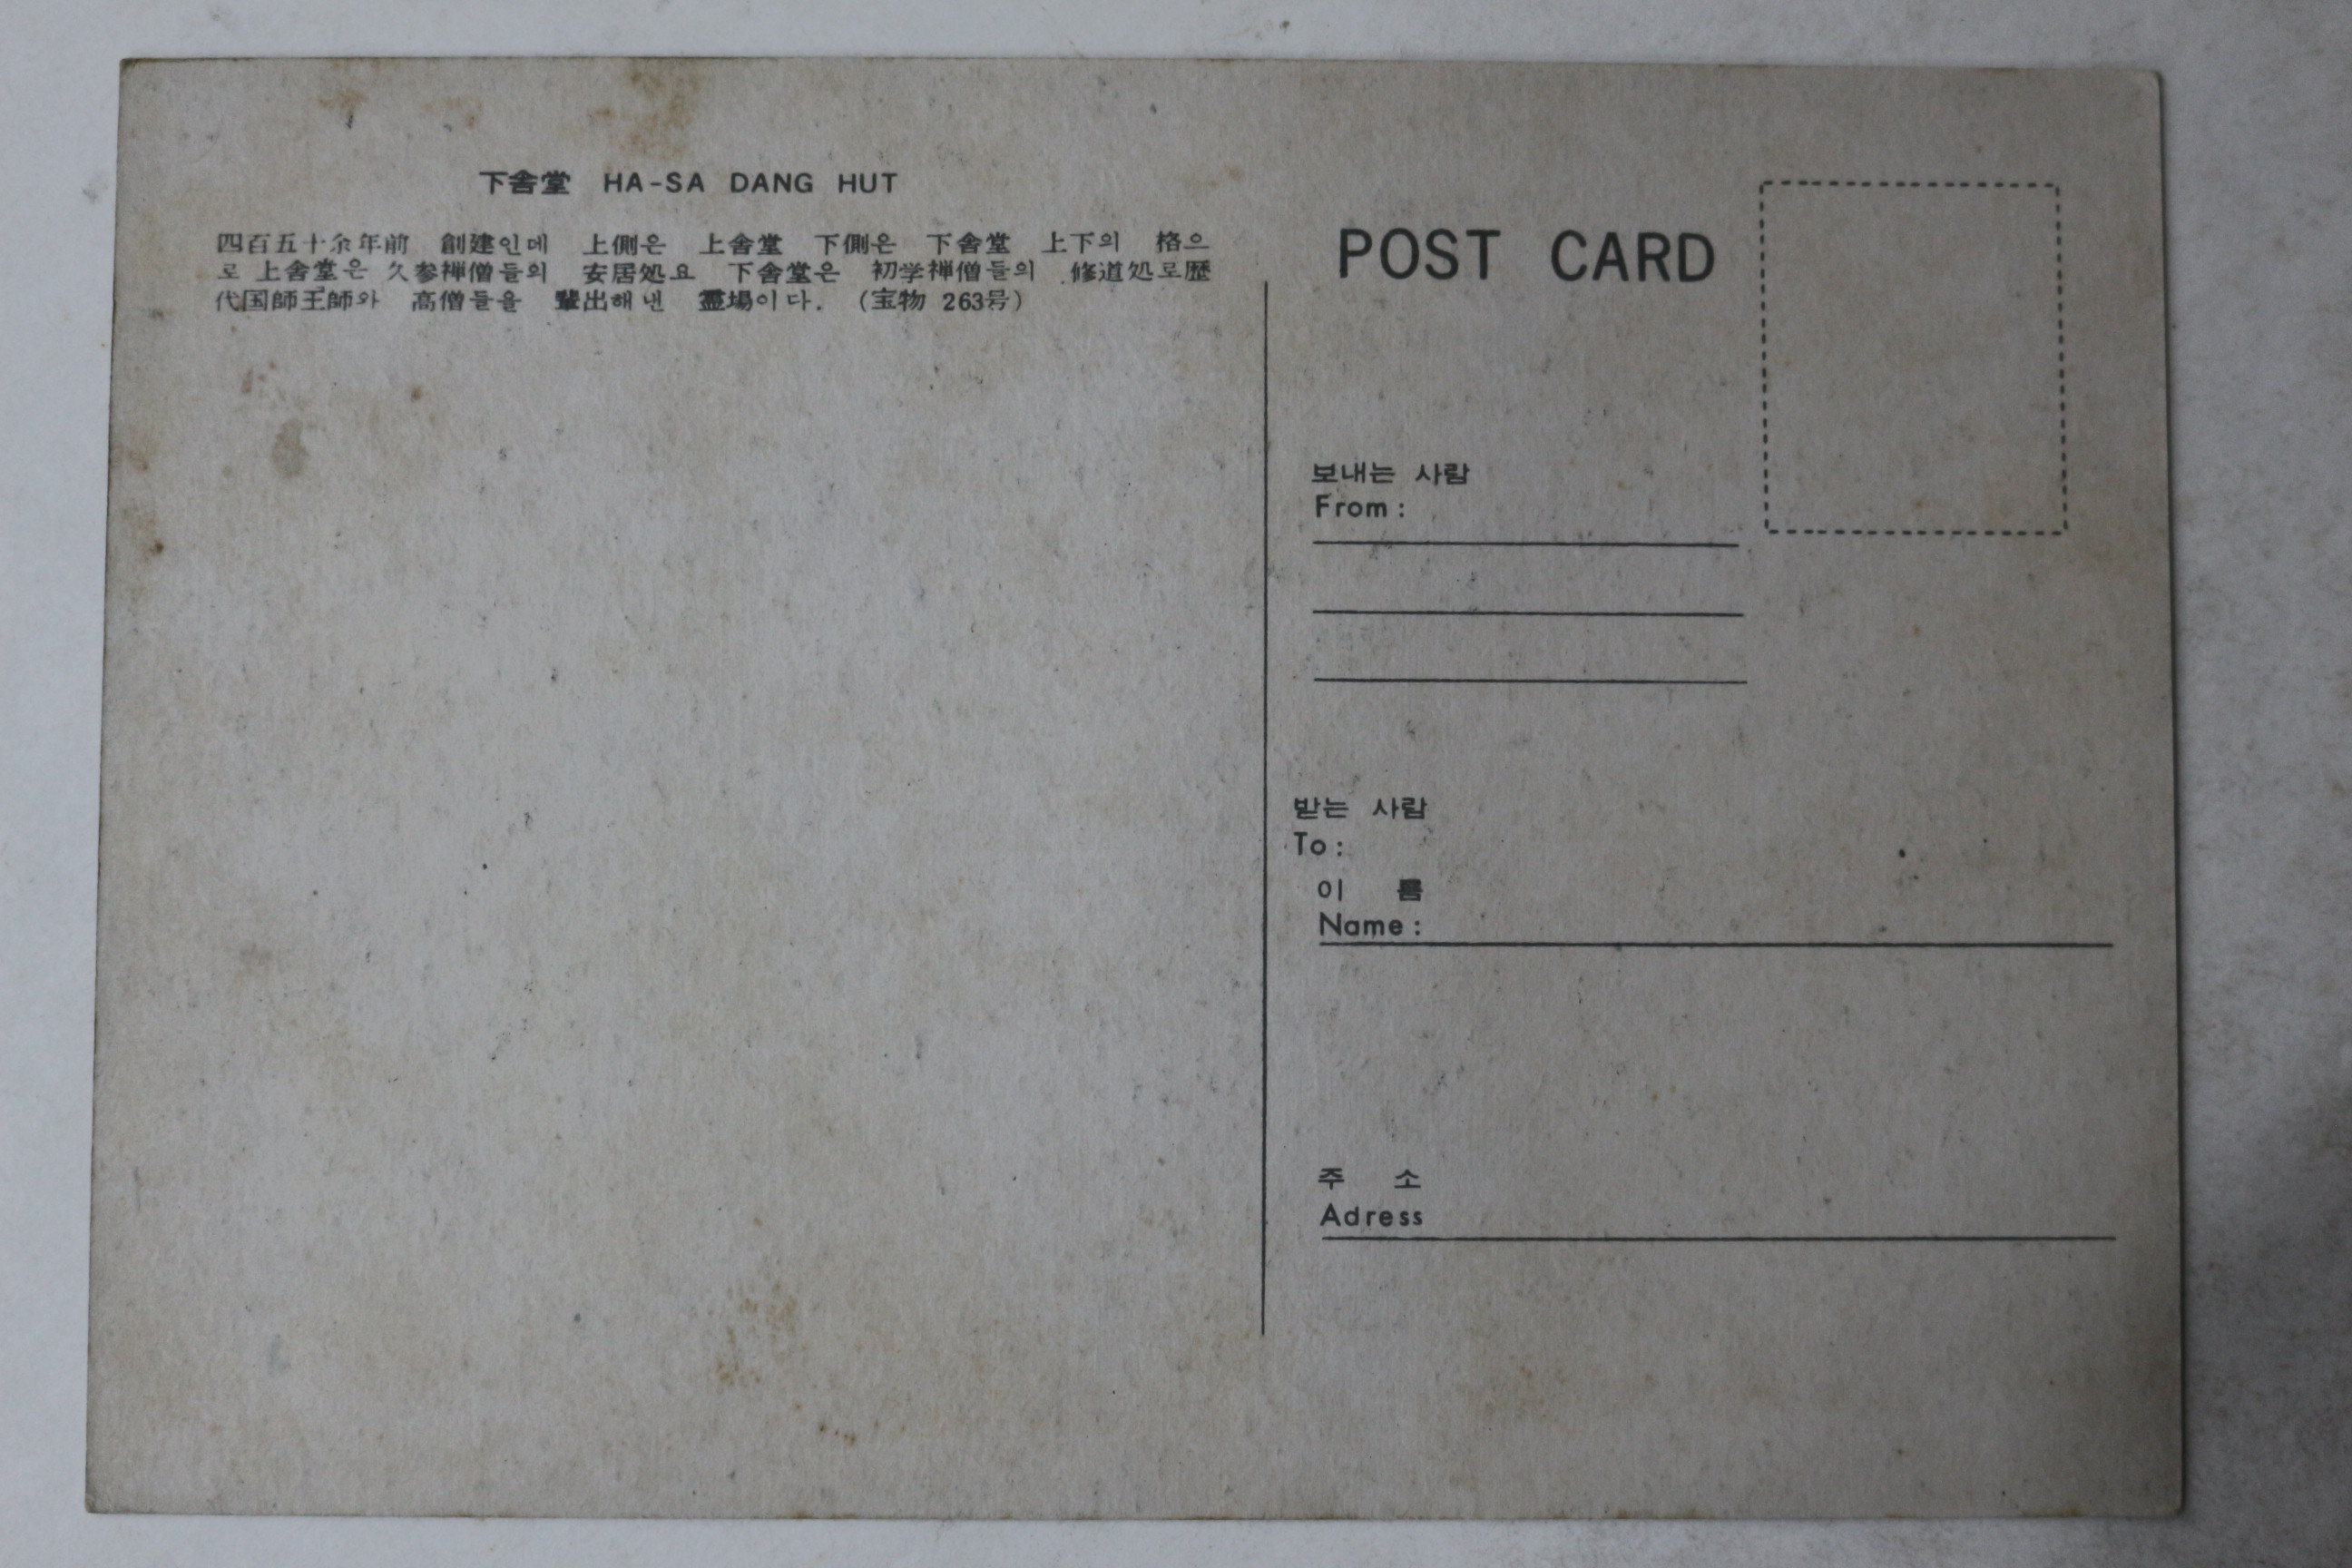 下舍堂 HA-SA DANG HUT
四百五十余年前 創建인데 上側은 上舍堂 下側은 下舍堂 上下의 格으
로 上舍堂은 久参禅僧들의 安居処요 下舍堂은 初学禅僧들의 修道処로歷
代国師王師와 高僧들을 輩出해낸 霊場이다. (宝物 263号)
POST CARD
보내는 사람
From :
받는 사람
To :
이 름
Name :
주 소
Adress